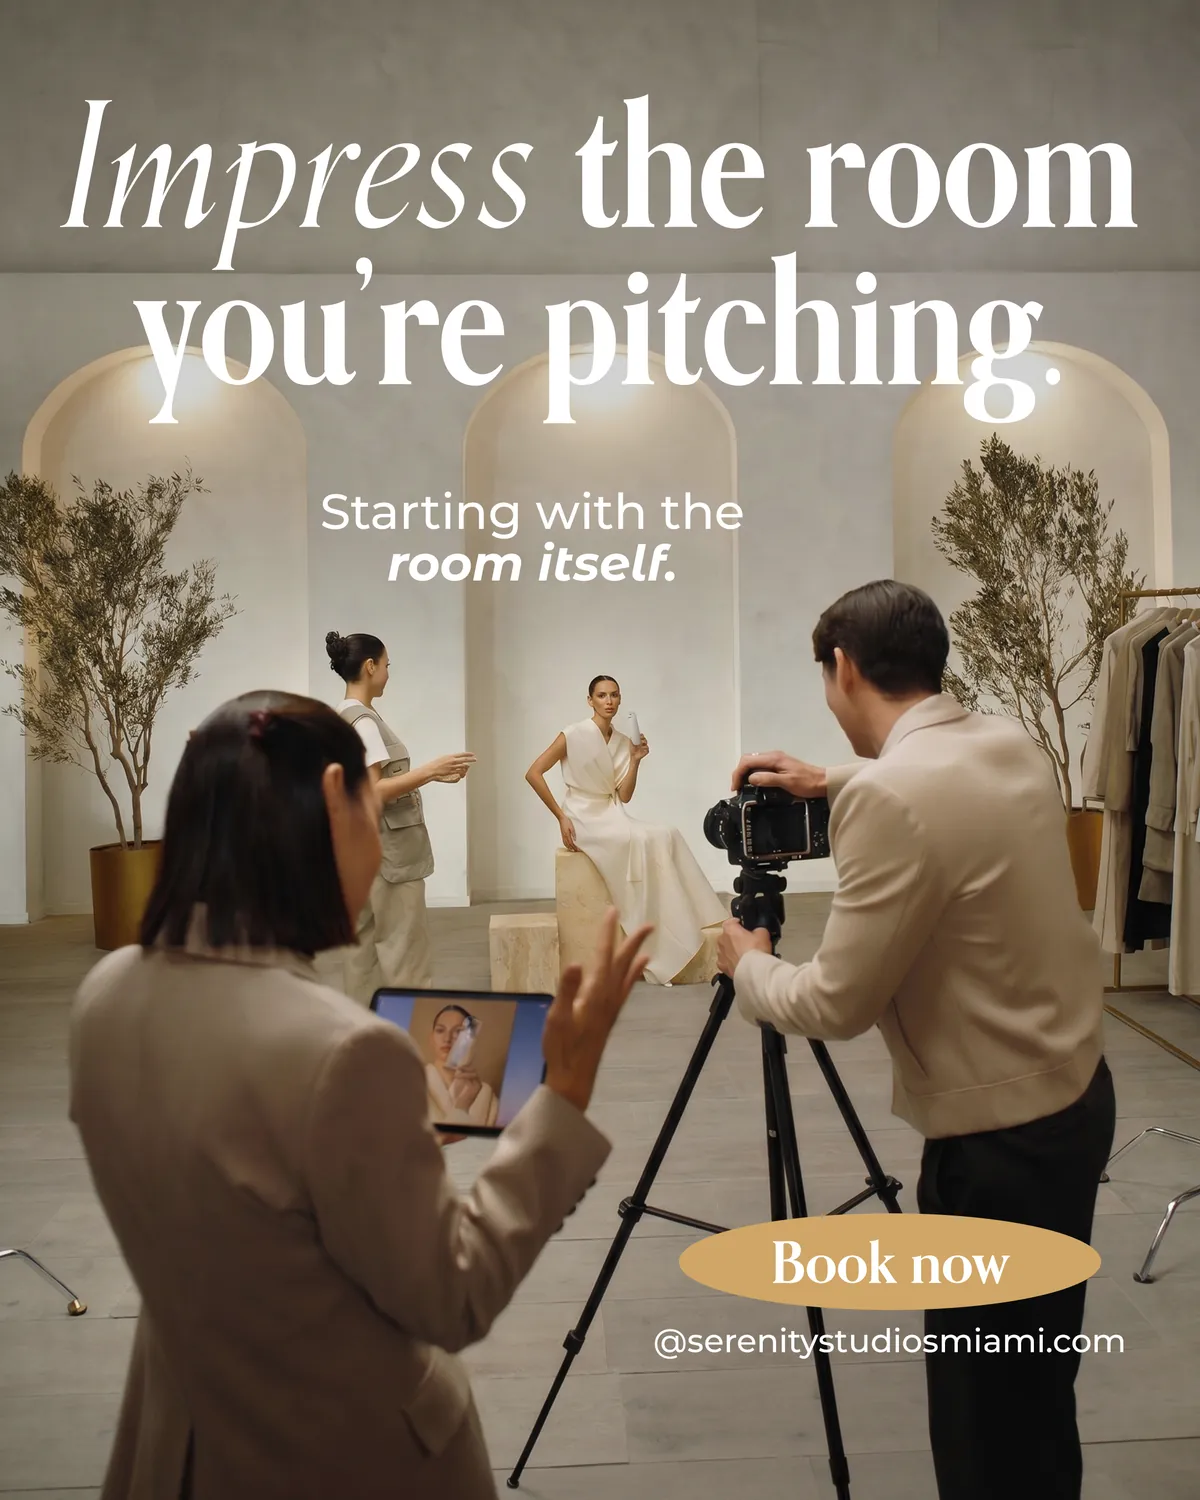 Impress the room
you're pitching.
Starting with the
room itself.
Book now
@serenitystudiosmiami.com